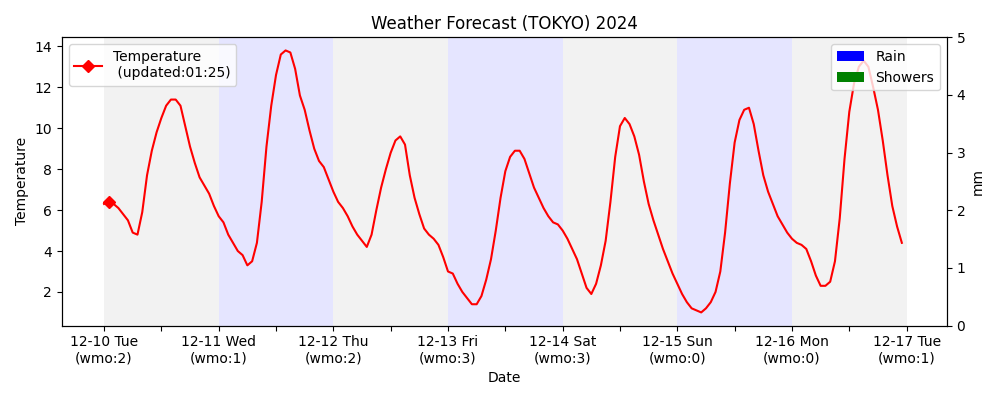 Weather Forecast (TOKYO) 2024
Temperature
(updated:01:25)
Rain
Showers
14
12
10
8
6
4
2
Temperature
5
4
3
2
1
0
mm
12-10 Tue
(wmo:2)
12-11 Wed
(wmo:1)
12-12 Thu
(wmo:2)
12-13 Fri
(wmo:3)
12-14 Sat
(wmo:3)
12-15 Sun
(wmo:0)
12-16 Mon
(wmo:0)
12-17 Tue
(wmo:1)
Date